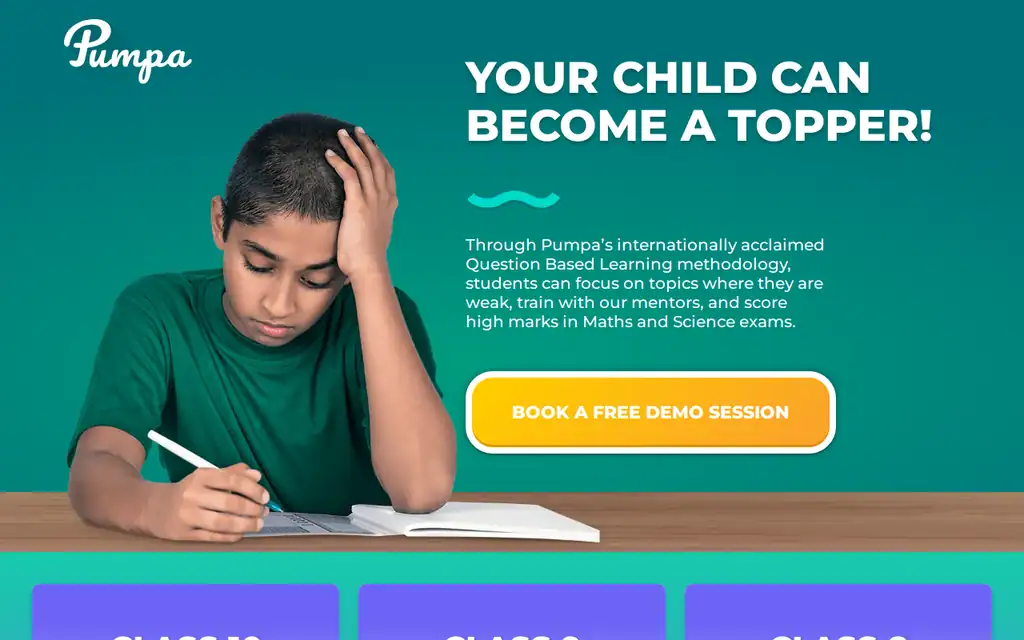 Pumpa
YOUR CHILD CAN
BECOME A TOPPER!
Through Pumpa's internationally acclaimed
Question Based Learning methodology,
students can focus on topics where they are
weak, train with our mentors, and score
high marks in Maths and Science exams.
BOOK A FREE DEMO SESSION
CLASS 10